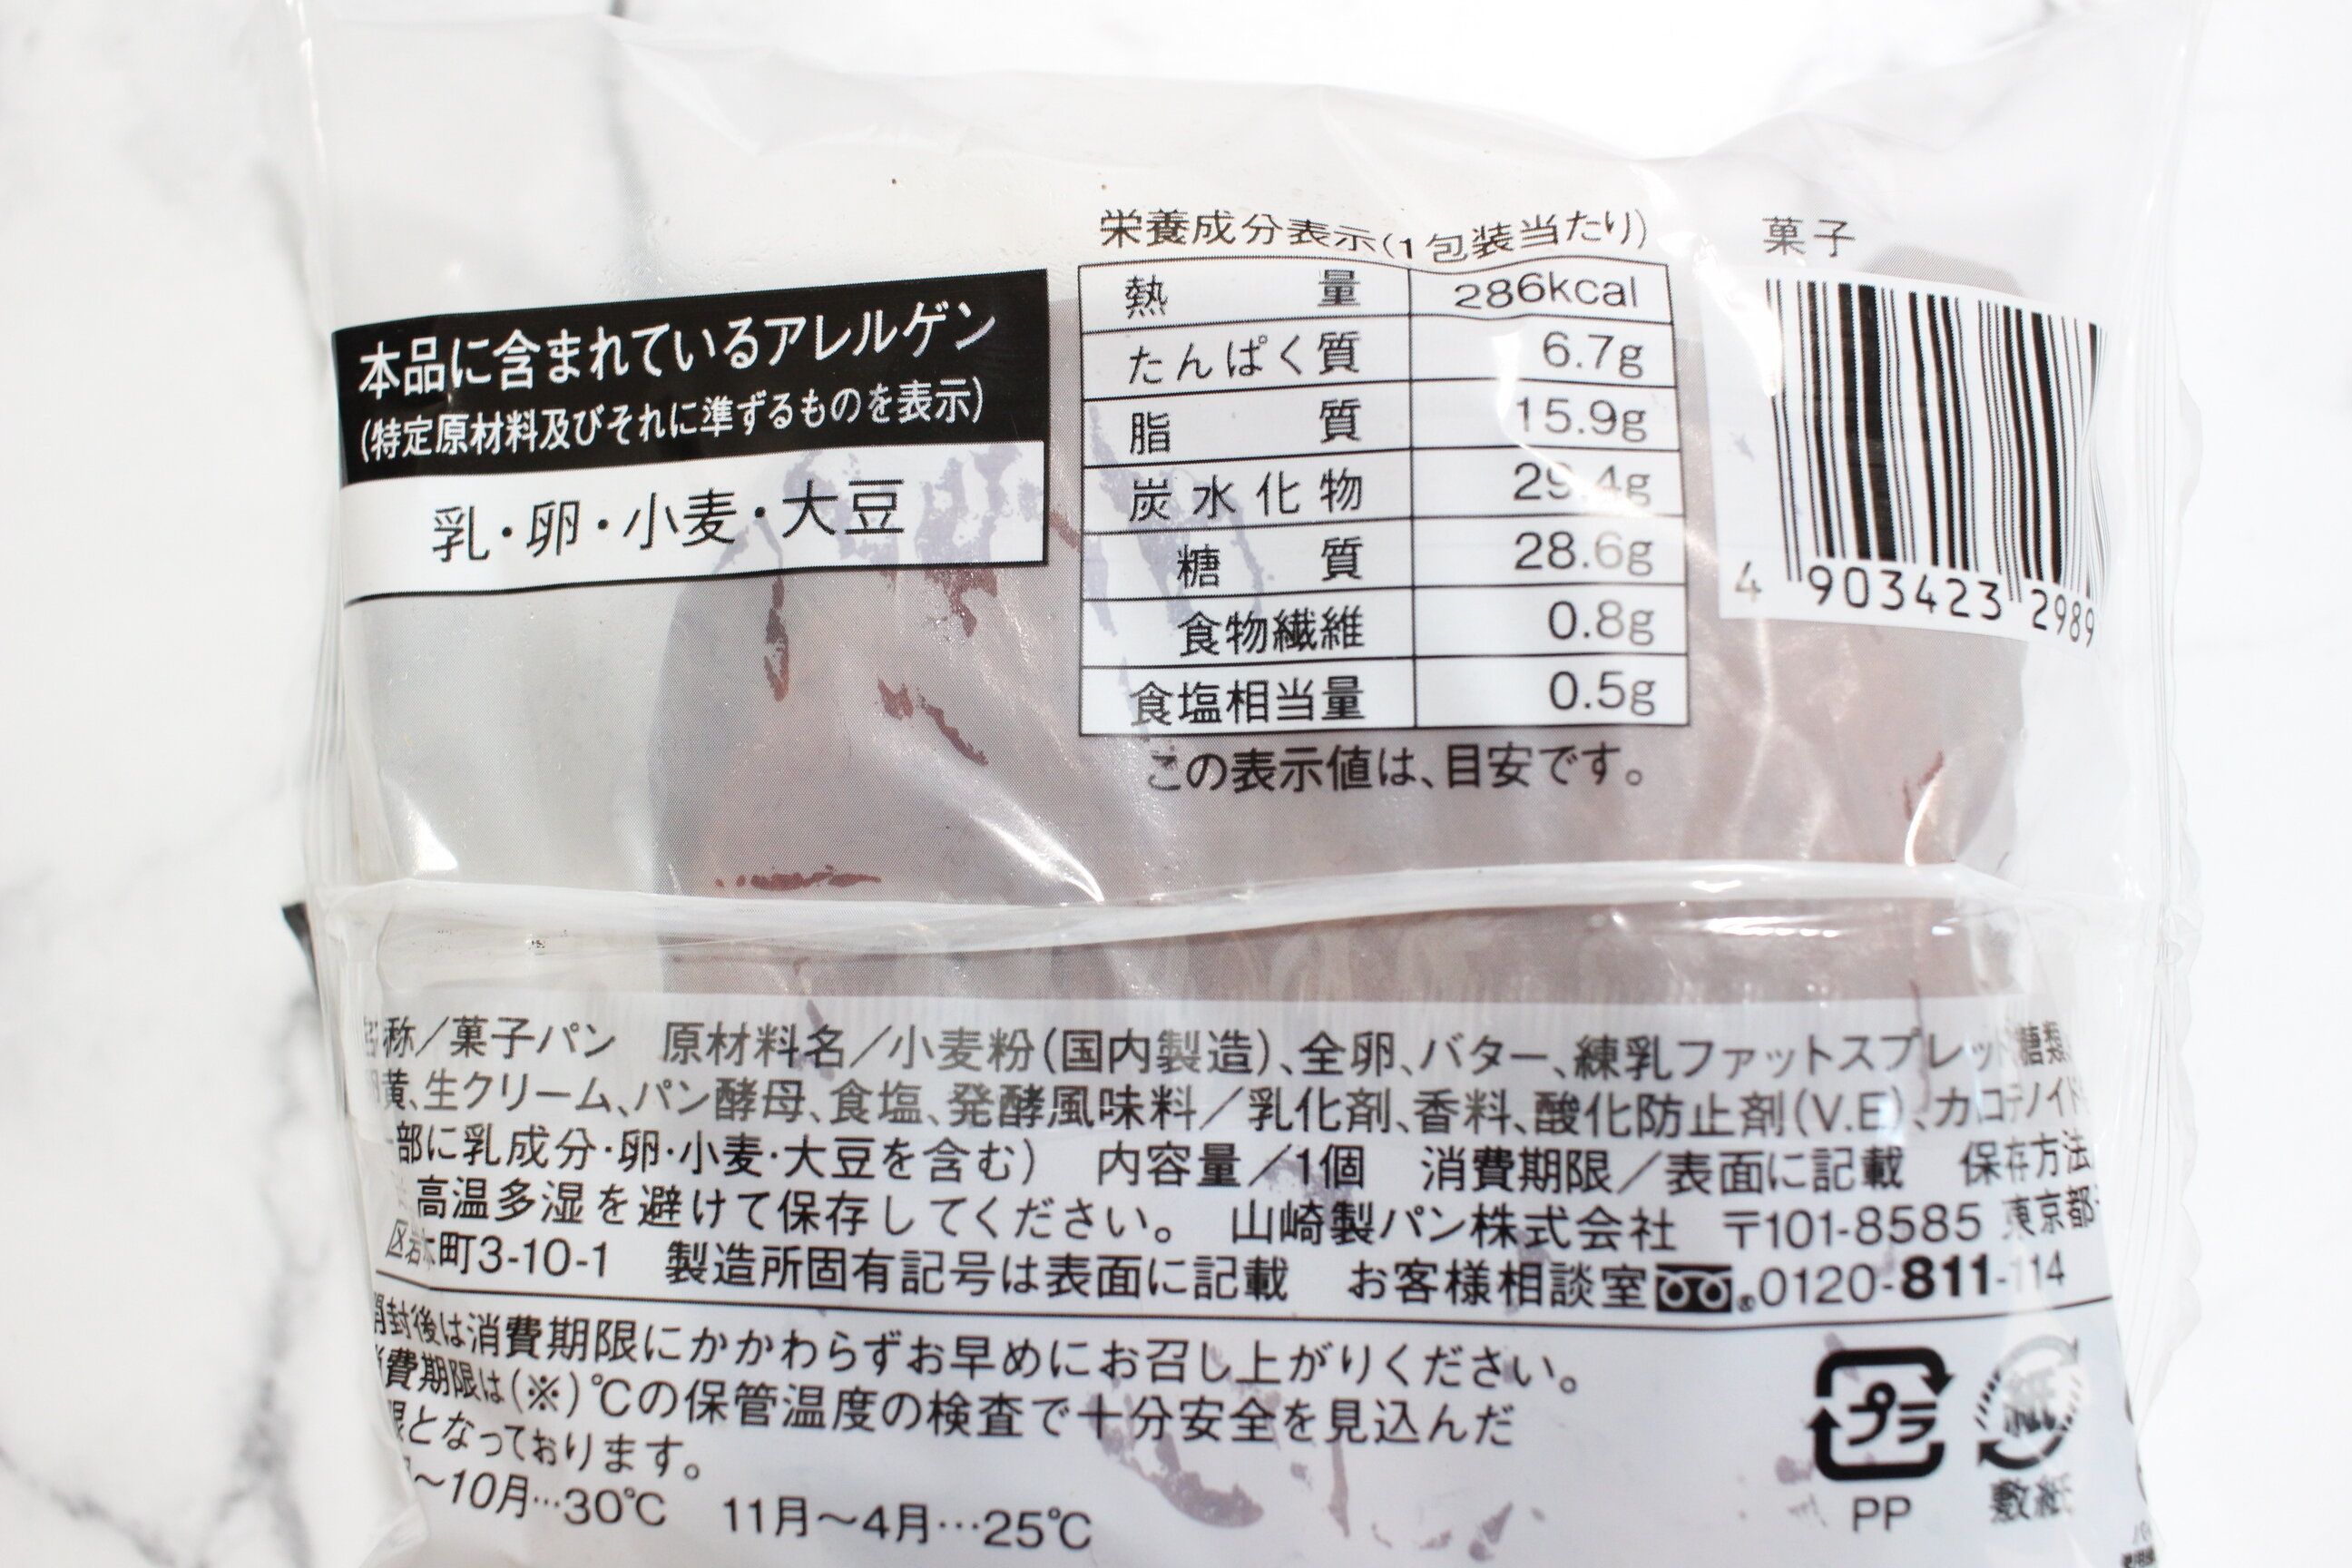 本品に含まれているアレルゲン
(特定原材料及びそれに準ずるものを表示)
乳・卵・小麦・大豆
栄養成分表示(1包装当たり)
熱量 286kcal
たんぱく質 6.7g
脂質 15.9g
炭水化物 29.4g
糖質 28.6g
食物繊維 0.8g
食塩相当量 0.5g
この表示値は、目安です。
菓子
4 903423 2989
称/菓子パン 原材料名/小麦粉(国内製造)、全卵、バター、練乳ファットスプレッド、糖類
黄、生クリーム、パン酵母、食塩、発酵風味料/乳化剤、香料、酸化防止剤(V.E)、カロテノイド
部に乳成分・卵・小麦・大豆を含む) 内容量/1個 消費期限/表面に記載 保存方法
高温多湿を避けて保存してください。 山崎製パン株式会社 〒101-8585 東京都
区岩本町3-10-1 製造所固有記号は表面に記載 お客様相談室 0120-811-114
封後は消費期限にかかわらずお早めにお召し上がりください。
費期限は(※)℃の保管温度の検査で十分安全を見込んだ
限となっております。
～10月…30℃ 11月～4月…25℃
プラ
PP
紙
敷紙